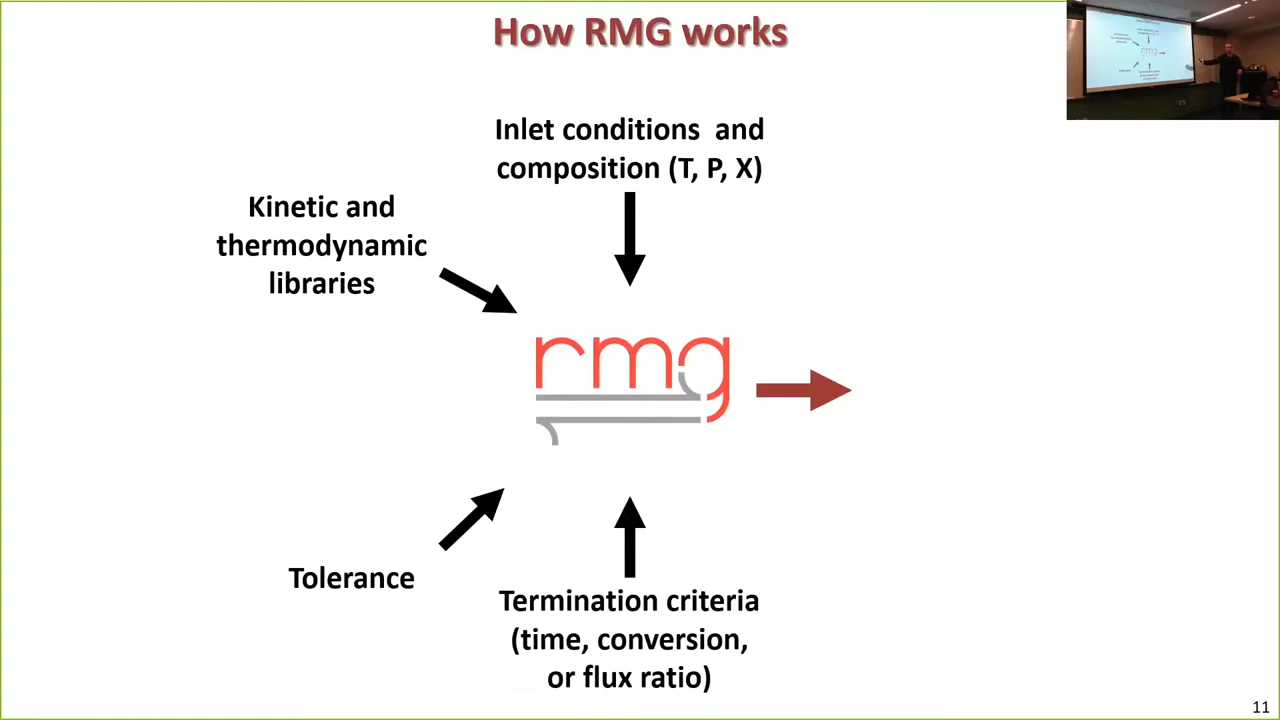 How RMG works
Inlet conditions and
composition (T, P, X)
Kinetic and
thermodynamic
libraries
rmg
Tolerance
Termination criteria
(time, conversion,
or flux ratio)
11